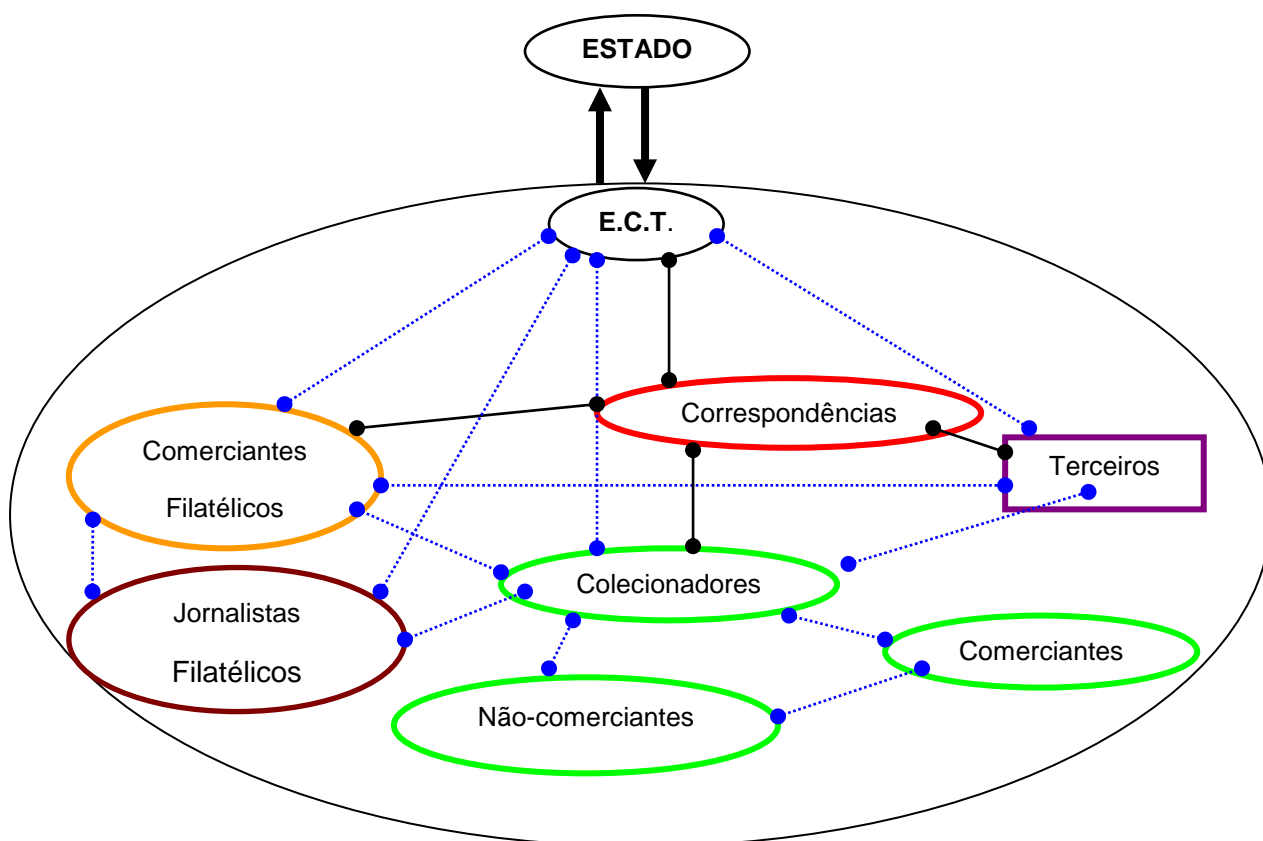 ESTADO
E.C.T.
Correspondências
Comerciantes
Filatélicos
Terceiros
Colecionadores
Jornalistas
Filatélicos
Comerciantes
Não-comerciantes